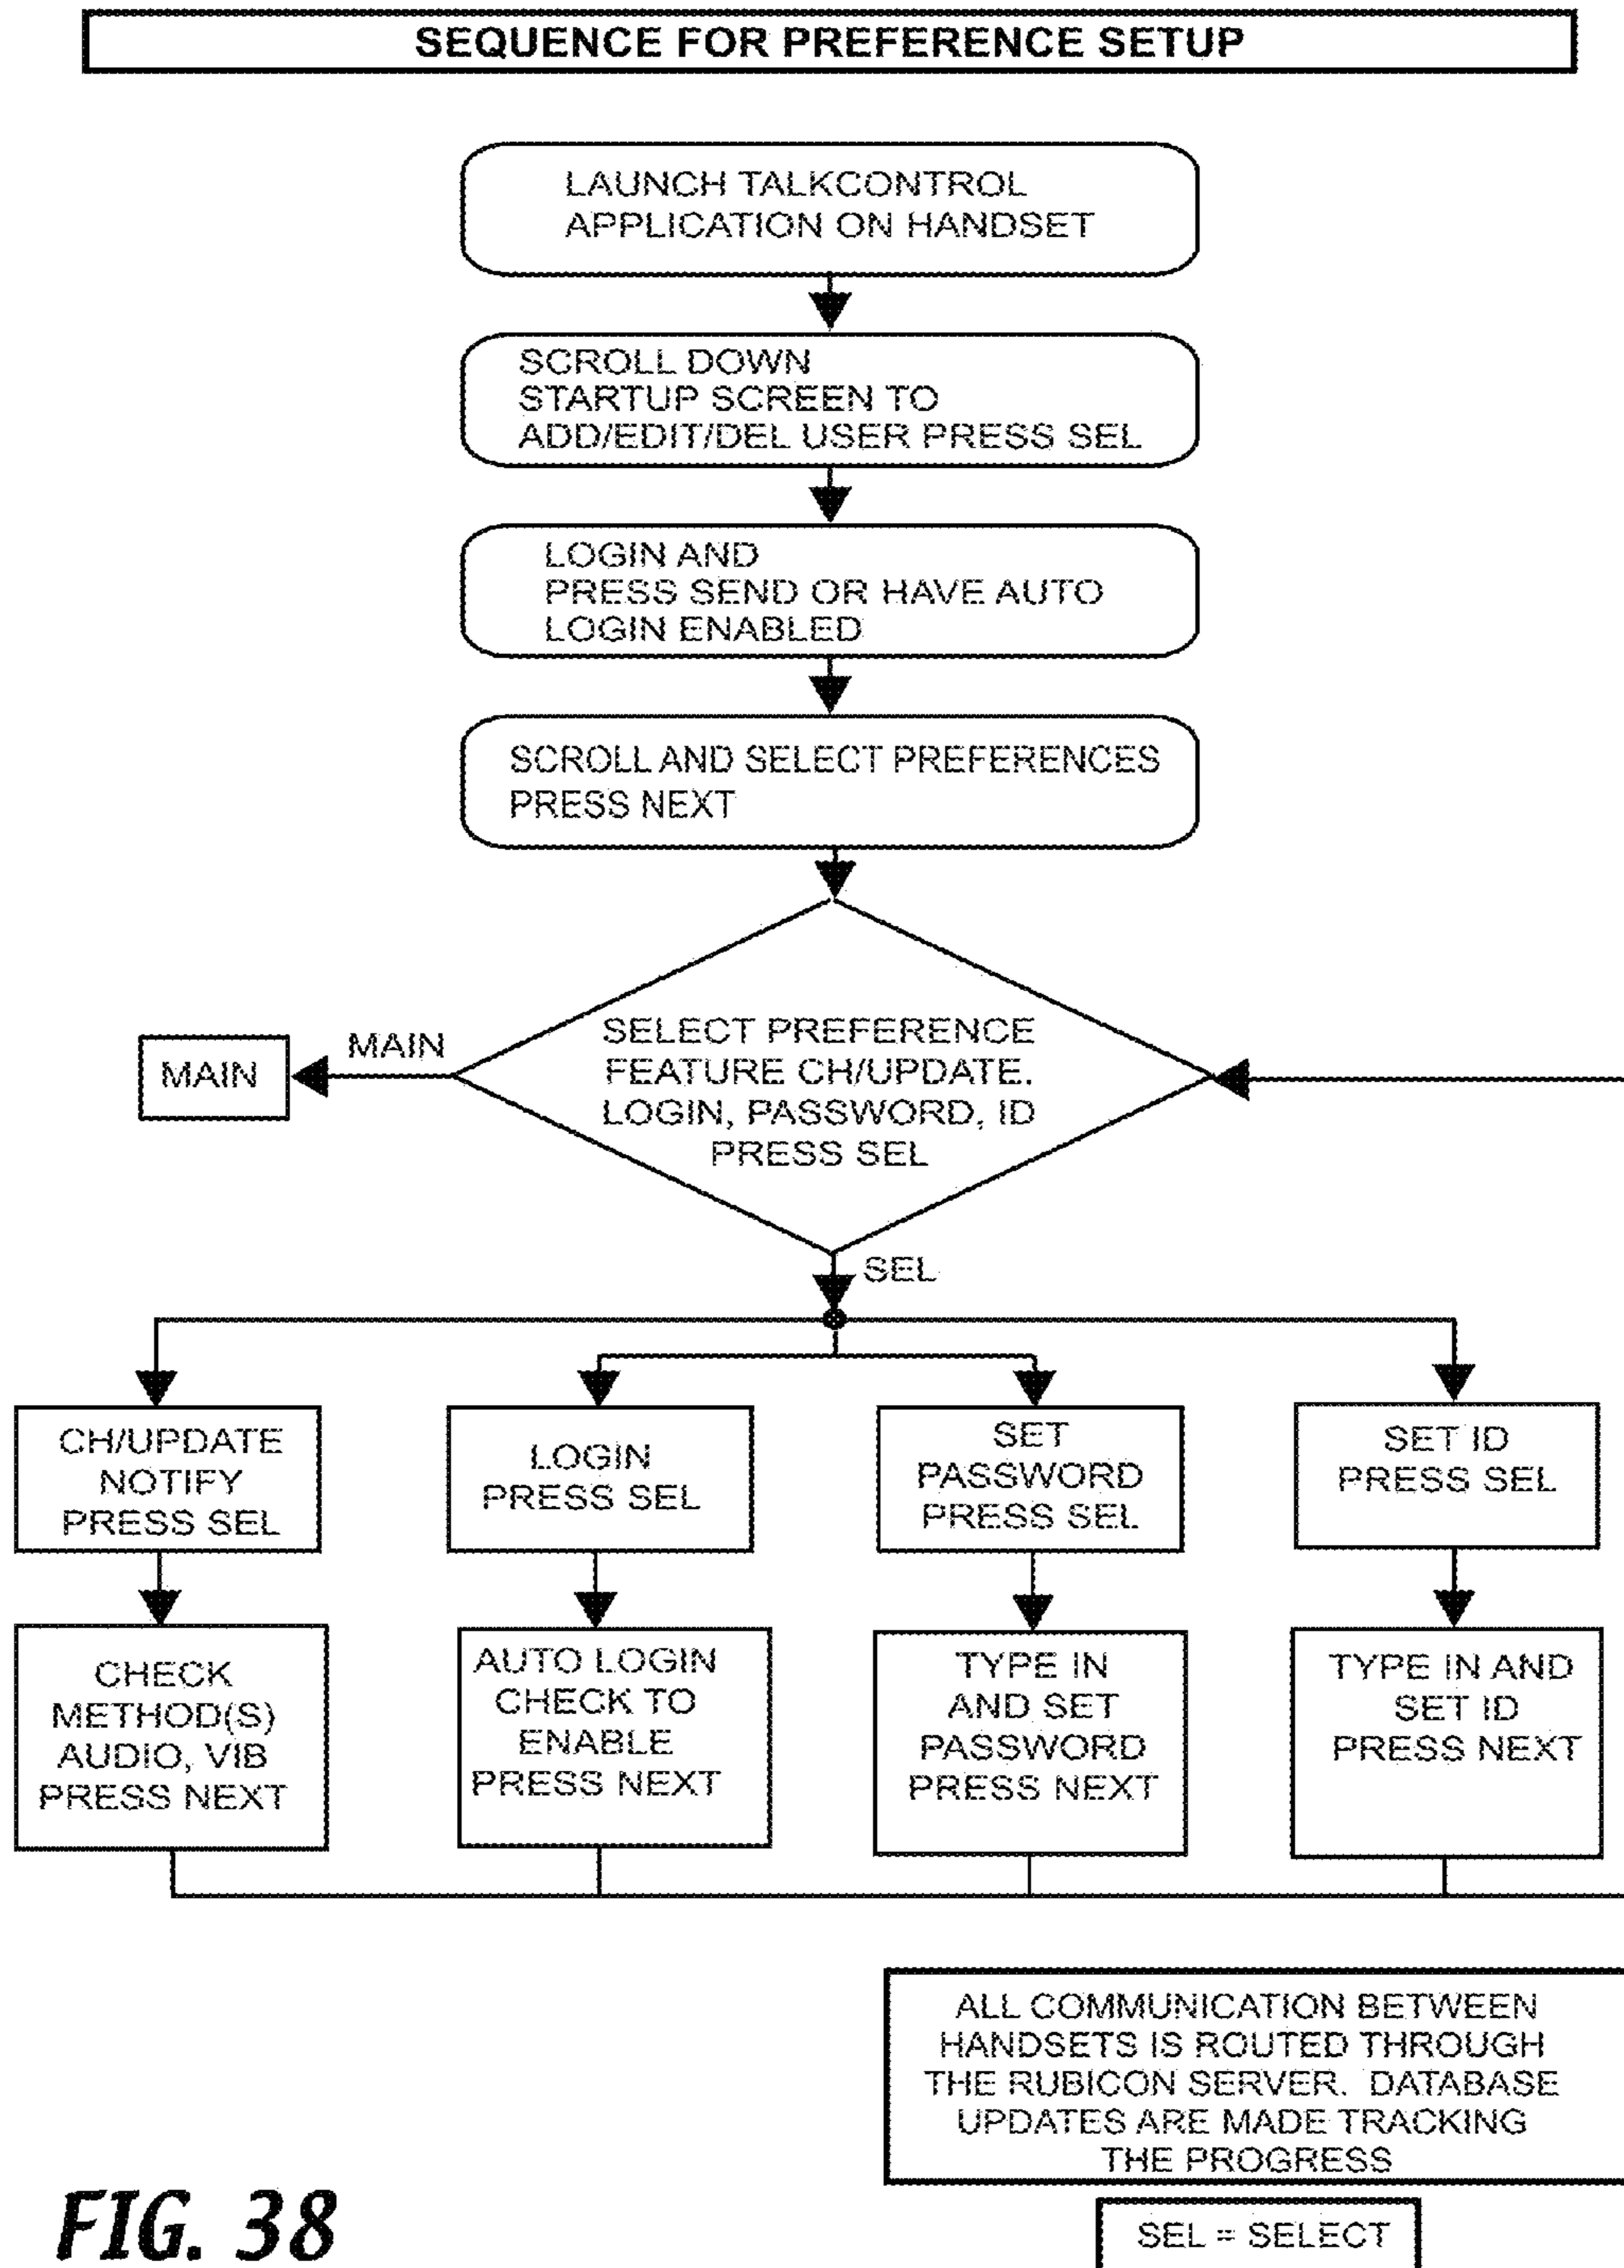 SEQUENCE FOR PREFERENCE SETUP
LAUNCH TALKCONTROL
APPLICATION ON HANDSET
SCROLL DOWN
STARTUP SCREEN TO
ADD/EDIT/DEL USER PRESS SEL
LOGIN AND
PRESS SEND OR HAVE AUTO
LOGIN ENABLED
SCROLL AND SELECT PREFERENCES
PRESS NEXT
SELECT PREFERENCE
FEATURE CH/UPDATE.
LOGIN, PASSWORD, ID
PRESS SEL
MAIN
MAIN
SEL
CH/UPDATE
NOTIFY
PRESS SEL
LOGIN
PRESS SEL
SET
PASSWORD
PRESS SEL
SET ID
PRESS SEL
CHECK
METHOD(S)
AUDIO, VIB
PRESS NEXT
AUTO LOGIN
CHECK TO
ENABLE
PRESS NEXT
TYPE IN
AND SET
PASSWORD
PRESS NEXT
TYPE IN AND
SET ID
PRESS NEXT
ALL COMMUNICATION BETWEEN
HANDSETS IS ROUTED THROUGH
THE RUBICON SERVER. DATABASE
UPDATES ARE MADE TRACKING
THE PROGRESS
SEL = SELECT
FIG. 38